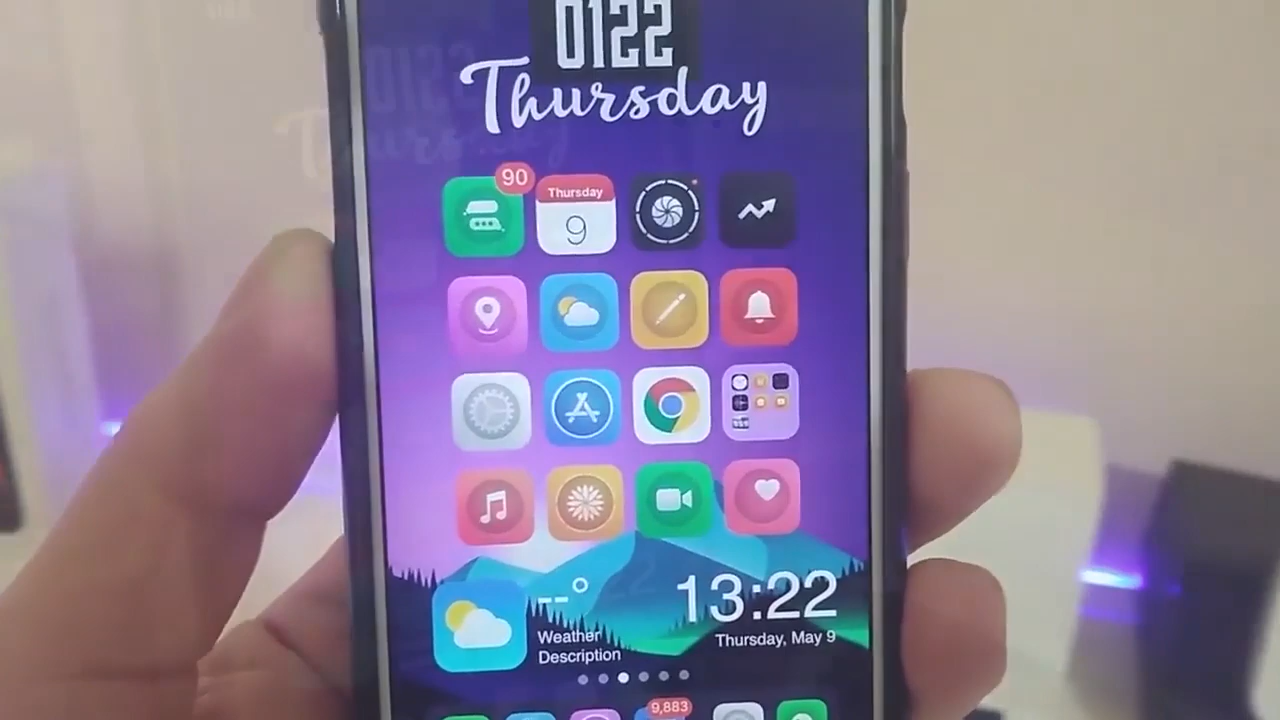 0122
Thursday
90
Thursday
9
--°
13:22
Weather
Description
Thursday, May 9
9,883